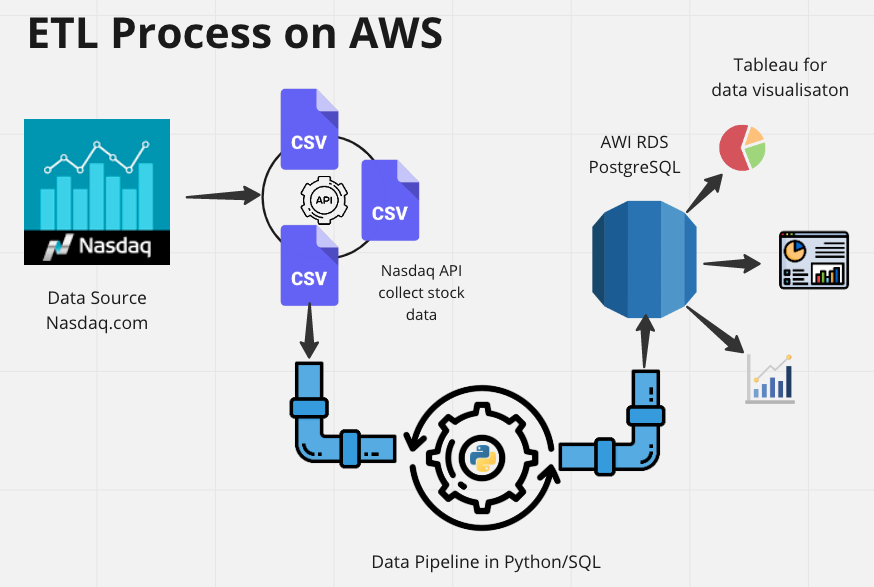 ETL Process on AWS
Nasdaq
Data Source
Nasdaq.com
CSV
CSV
CSV
API
Nasdaq API
collect stock
data
Data Pipeline in Python/SQL
AWI RDS
PostgreSQL
Tableau for
data visualisaton